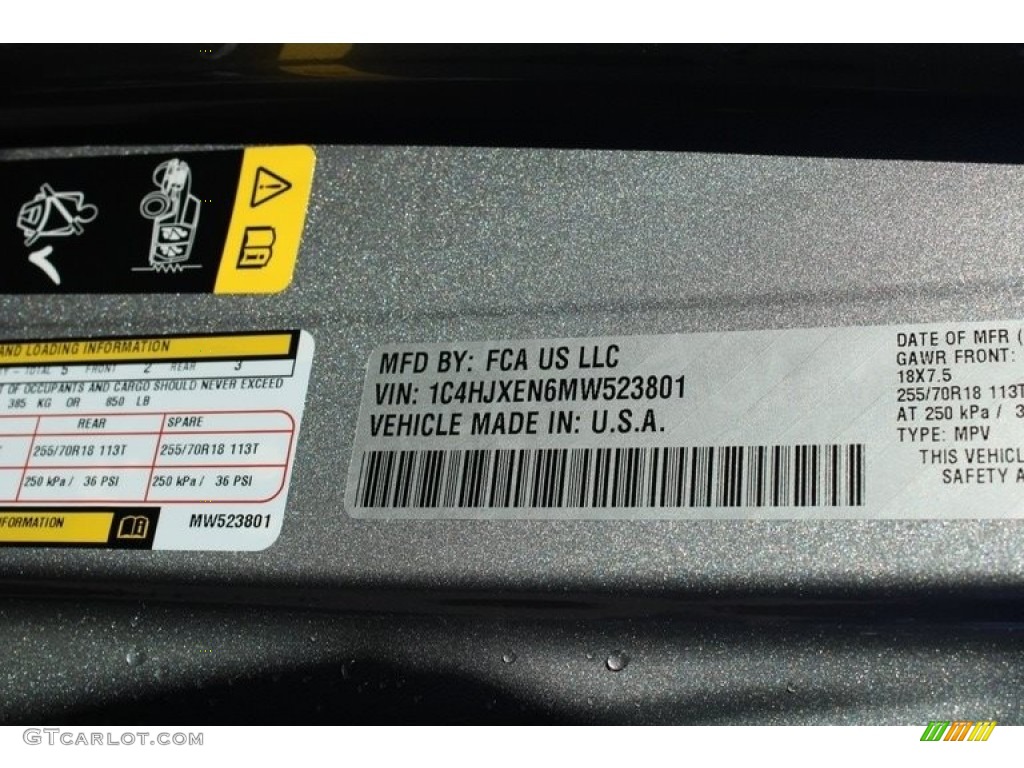 AND LOADING INFORMATION
TOTAL 5 FRONT 2 REAR 3
OF OCCUPANTS AND CARGO SHOULD NEVER EXCEED
385 KG OR 850 LB
REAR SPARE
255/70R18 113T 255/70R18 113T
250 kPa / 36 PSI 250 kPa / 36 PSI
MW523801
MFD BY: FCA US LLC
VIN: 1C4HJXEN6MW523801
VEHICLE MADE IN: U.S.A.
DATE OF MFR (
GAWR FRONT:
18X7.5
255/70R18 113T
AT 250 kPa / 3
TYPE: MPV
THIS VEHICL
SAFETY A
GTCARLOT.COM